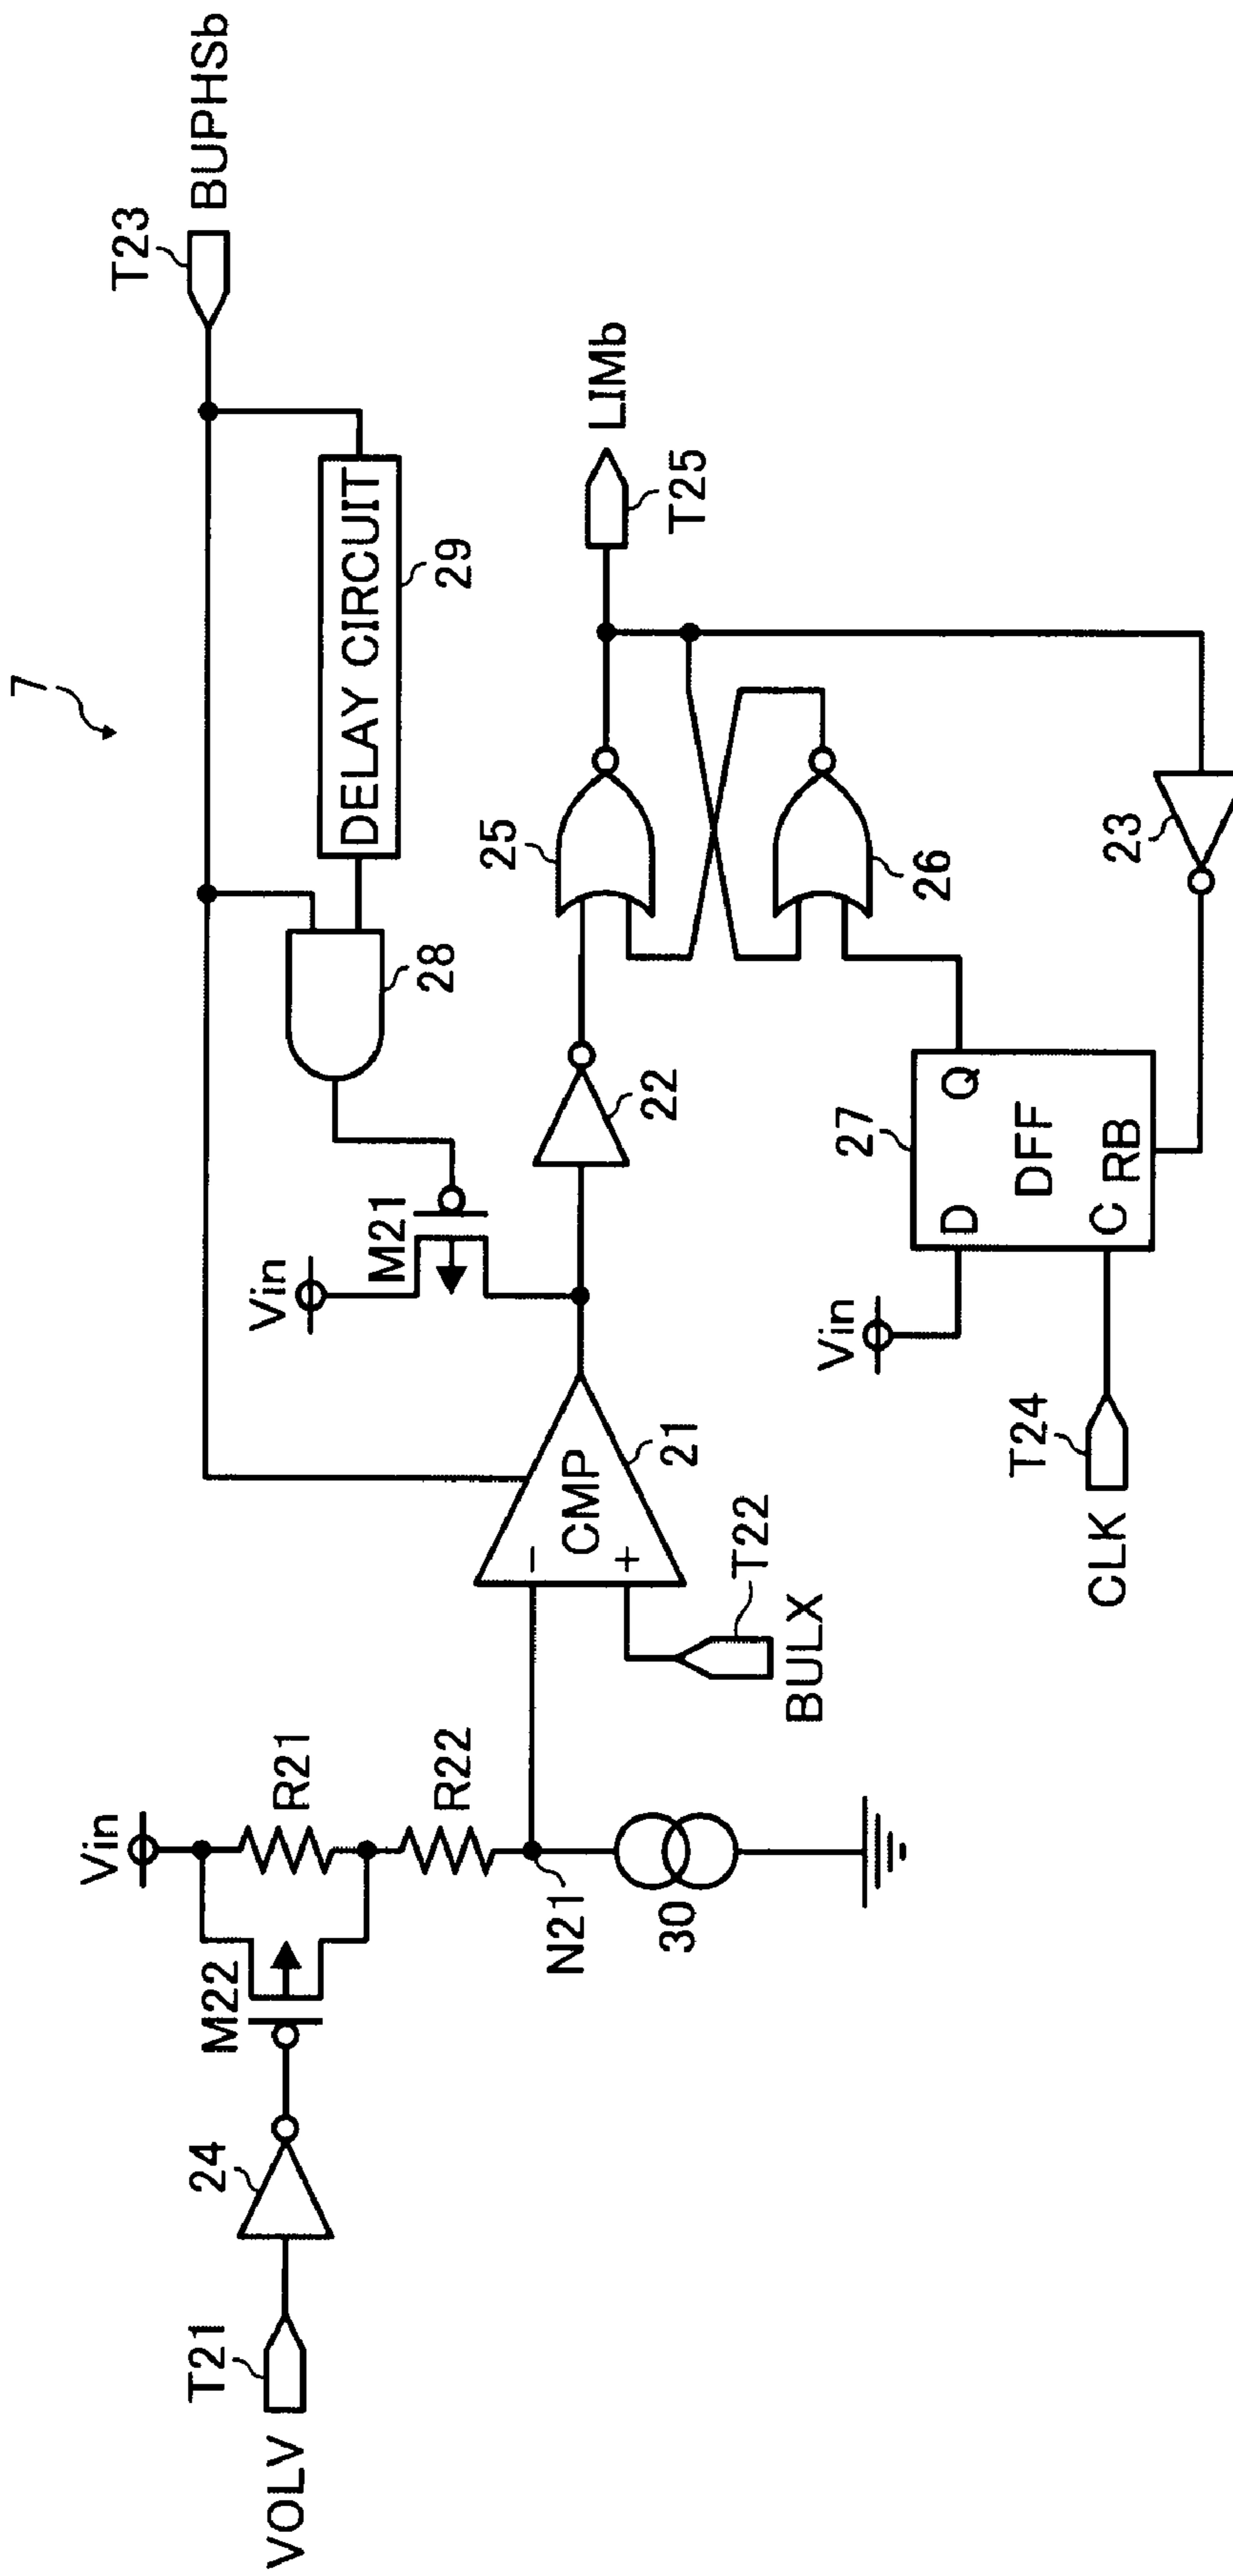 7
T23
BUPHSb
DELAY CIRCUIT
29
28
Vin
M21
Vin
M22
24
T21
VOLV
R21
R22
N21
30
CMP
-
+
21
T22
BULX
22
25
26
LIMb
T25
23
27
Vin
D
Q
DFF
C
RB
T24
CLK